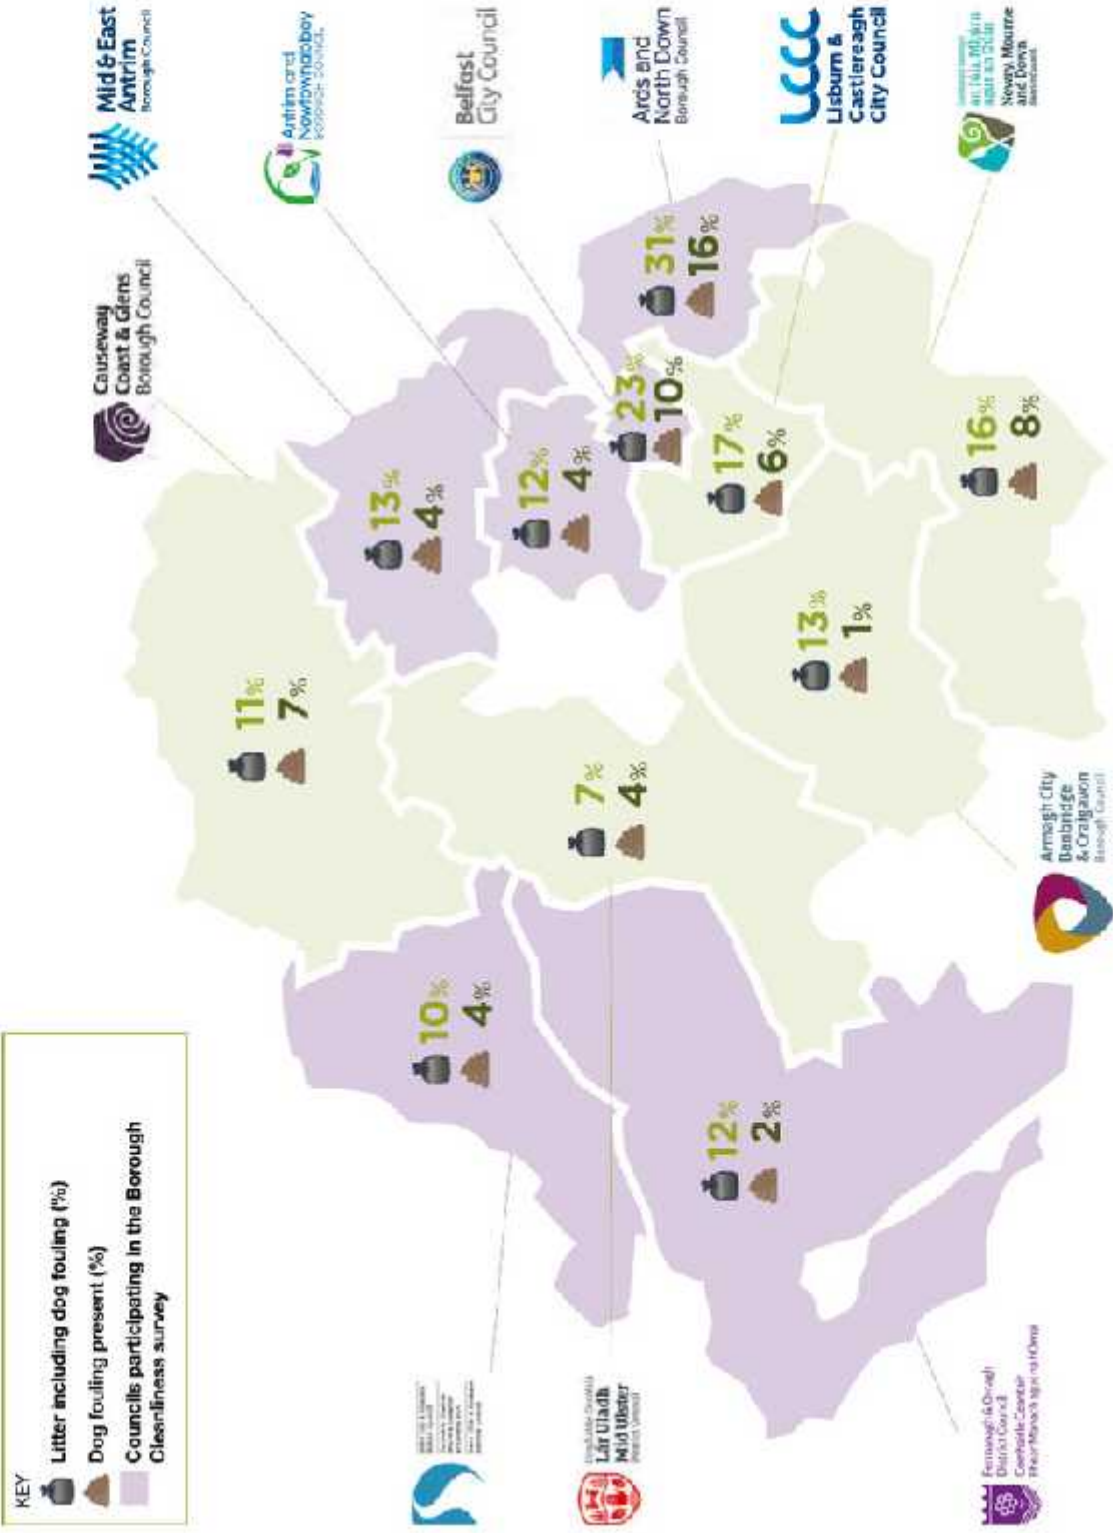 KEY
Litter including dog fouling (%)
Dog fouling present (%)
Councils participating in the Borough
Cleanliness survey
Causeway
Coast & Glens
Borough Council
Mid & East
Antrim
Borough Council
Antrim and
Newtownabbey
BOROUGH COUNCIL
Belfast
City Council
Ards and
North Down
Borough Council
LCCC
Lisburn &
Castlereagh
City Council
Newry, Mourne
and Down
Armagh City
Banbridge
& Craigavon
Borough Council
Fermanagh & Omagh
District Council
Lár Uladh
Mid Ulster
District Council
11%
7%
13%
4%
12%
4%
23%
10%
31%
16%
17%
6%
16%
8%
13%
1%
7%
4%
10%
4%
12%
2%